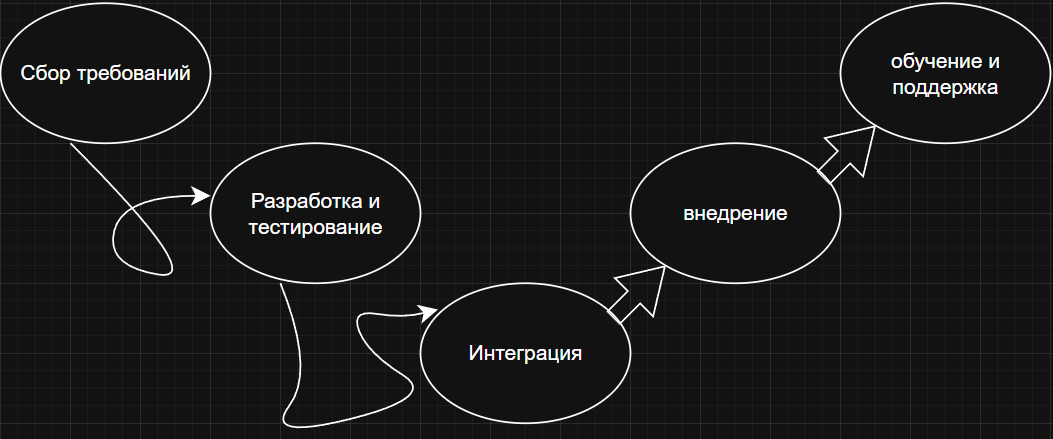 Сбор требований
Разработка и
тестирование
Интеграция
внедрение
обучение и
поддержка